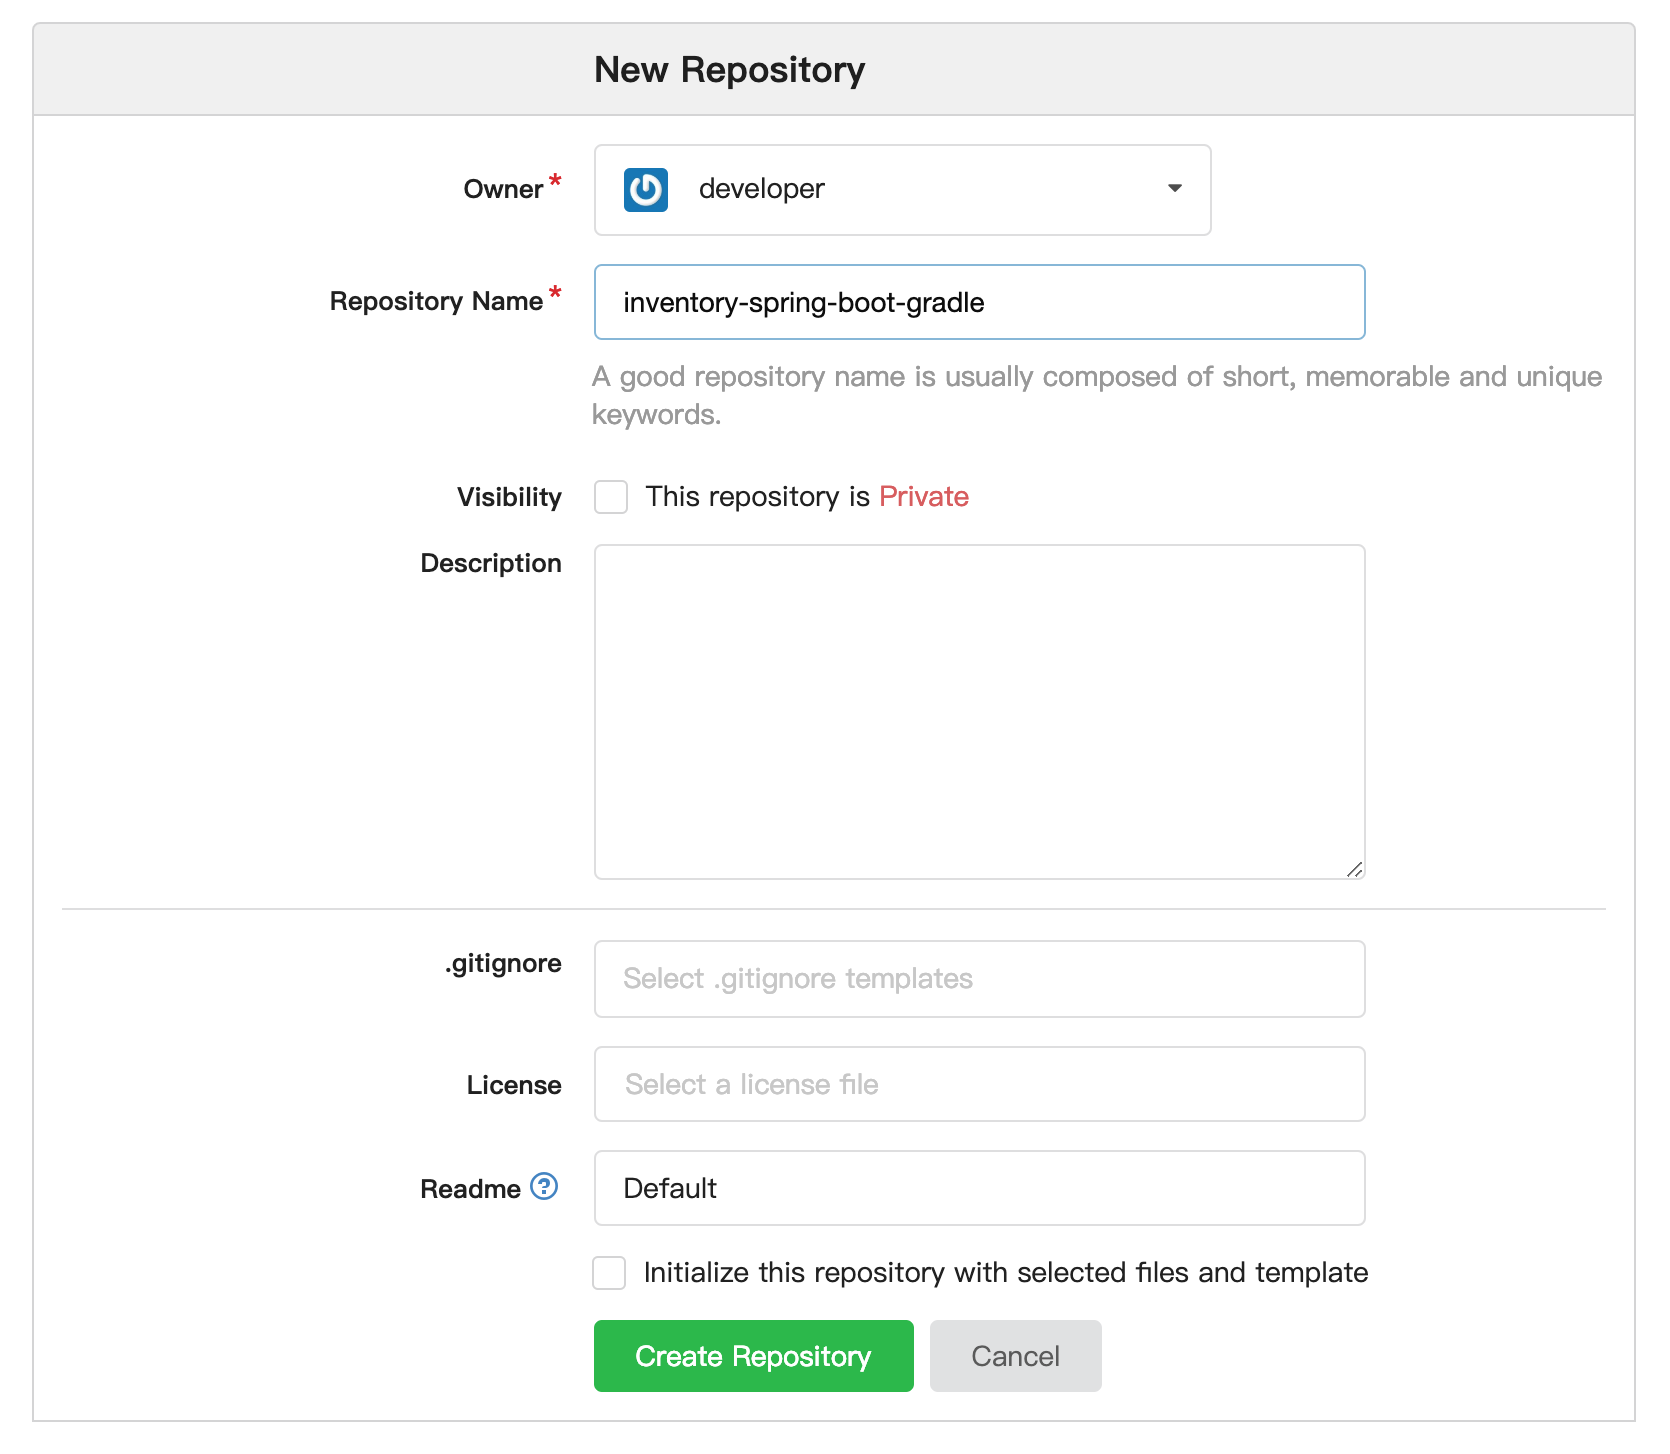 New Repository
Owner*
developer
Repository Name*
inventory-spring-boot-gradle
A good repository name is usually composed of short, memorable and unique
keywords.
Visibility
This repository is Private
Description
.gitignore
Select .gitignore templates
License
Select a license file
Readme ?
Default
Initialize this repository with selected files and template
Create Repository
Cancel